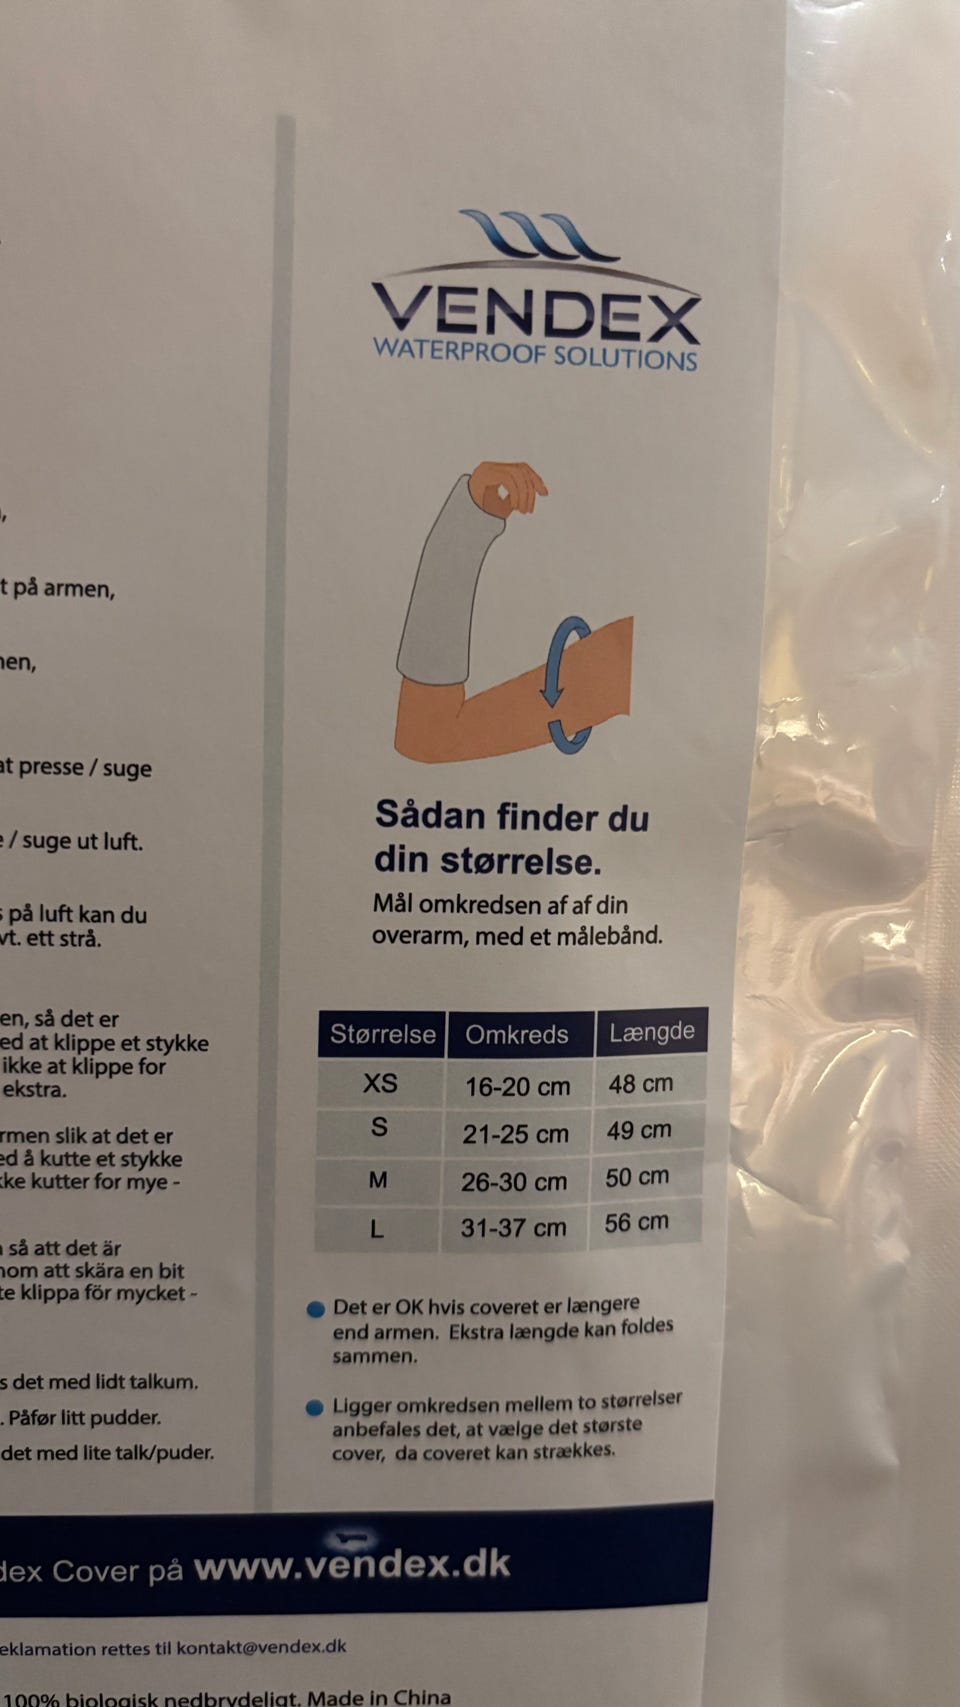 VENDEX
WATERPROOF SOLUTIONS
t på armen,
at presse / suge
/ suge ut luft.
på luft kan du
vt. ett strå.
en, så det er
ed at klippe et stykke
ikke at klippe for
ekstra.
rmen slik at det er
ed å kutte et stykke
ke kutter for mye -
så att det är
nom att skära en bit
te klippa för mycket -
s det med lidt talkum.
. Påfør litt pudder.
det med lite talk/puder.
Sådan finder du
din størrelse.
Mål omkredsen af af din
overarm, med et målebånd.
Størrelse Omkreds Længde
XS 16-20 cm 48 cm
S 21-25 cm 49 cm
M 26-30 cm 50 cm
L 31-37 cm 56 cm
Det er OK hvis coveret er længere
end armen. Ekstra længde kan foldes
sammen.
Ligger omkredsen mellem to størrelser
anbefales det, at vælge det største
cover, da coveret kan strækkes.
dex Cover på www.vendex.dk
eklamation rettes til kontakt@vendex.dk
100% biologisk nedbrydeligt. Made in China